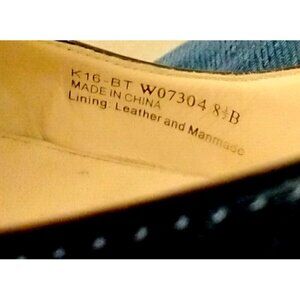 K16-BT W07304 8½B
MADE IN CHINA
Lining: Leather and Manmade